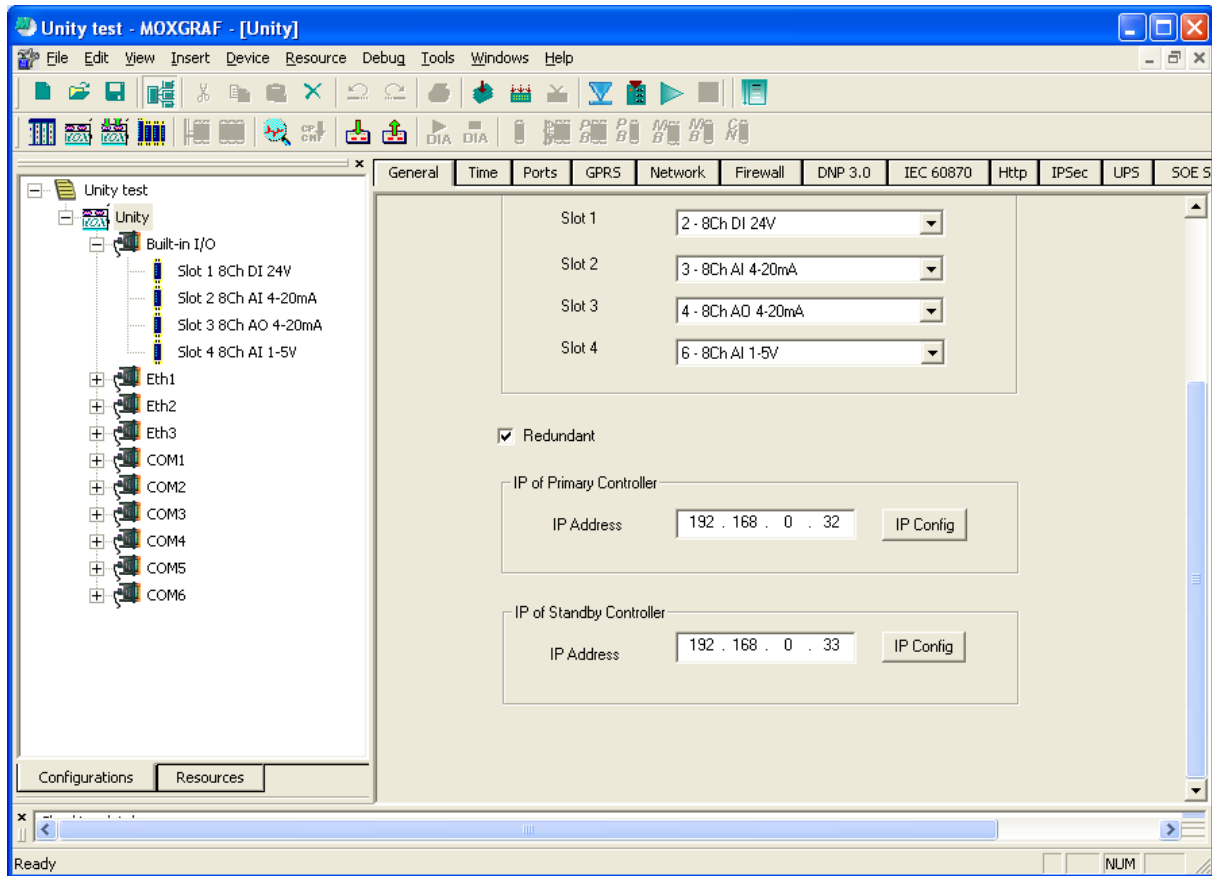 Unity test - MOXGRAF - [Unity]
File Edit View Insert Device Resource Debug Tools Windows Help
DIA DIA
General Time Ports GPRS Network Firewall DNP 3.0 IEC 60870 Http IPSec UPS SOE S
Unity test
Unity
Built-in I/O
Slot 1 8Ch DI 24V
Slot 2 8Ch AI 4-20mA
Slot 3 8Ch AO 4-20mA
Slot 4 8Ch AI 1-5V
Eth1
Eth2
Eth3
COM1
COM2
COM3
COM4
COM5
COM6
Configurations Resources
Slot 1 2 - 8Ch DI 24V
Slot 2 3 - 8Ch AI 4-20mA
Slot 3 4 - 8Ch AO 4-20mA
Slot 4 6 - 8Ch AI 1-5V
Redundant
IP of Primary Controller
IP Address 192 . 168 . 0 . 32 IP Config
IP of Standby Controller
IP Address 192 . 168 . 0 . 33 IP Config
Ready NUM